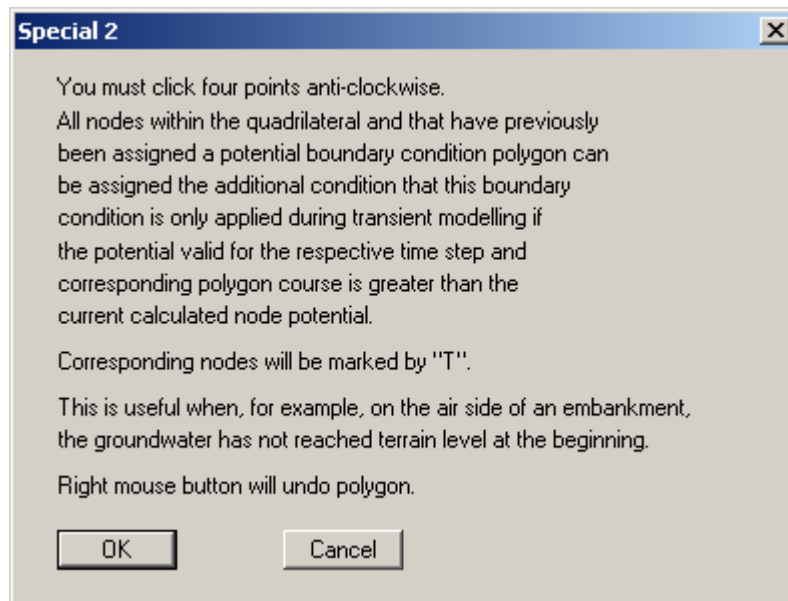 Special 2
You must click four points anti-clockwise.
All nodes within the quadrilateral and that have previously
been assigned a potential boundary condition polygon can
be assigned the additional condition that this boundary
condition is only applied during transient modelling if
the potential valid for the respective time step and
corresponding polygon course is greater than the
current calculated node potential.
Corresponding nodes will be marked by "T".
This is useful when, for example, on the air side of an embankment,
the groundwater has not reached terrain level at the beginning.
Right mouse button will undo polygon.
OK
Cancel